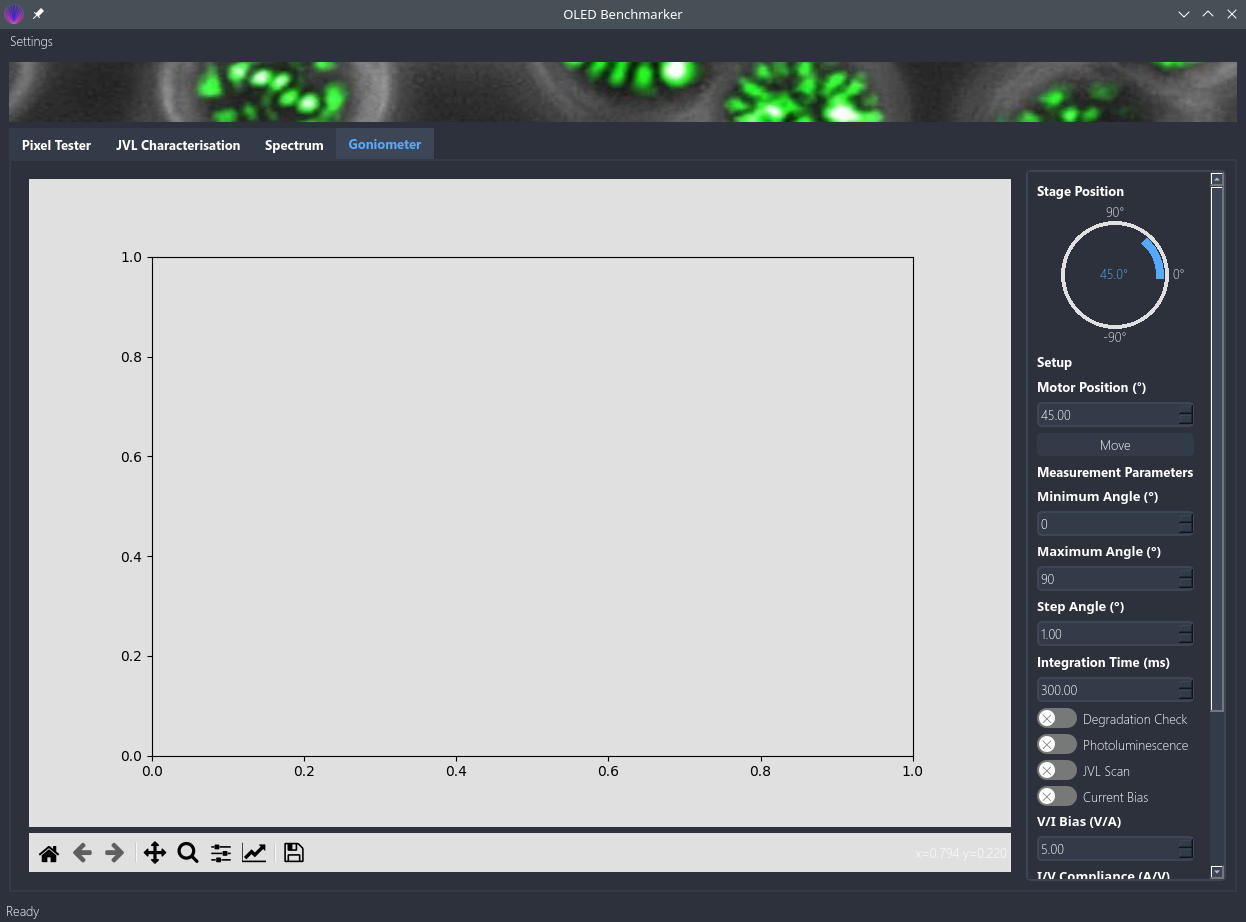 OLED Benchmarker
Settings
Pixel Tester JVL Characterisation Spectrum Goniometer
1.0
0.8
0.6
0.4
0.2
0.0
0.0 0.2 0.4 0.6 0.8 1.0
x=0.794 y=0.220
Stage Position
90°
45.0° 0°
-90°
Setup
Motor Position (°)
45.00
Move
Measurement Parameters
Minimum Angle (°)
0
Maximum Angle (°)
90
Step Angle (°)
1.00
Integration Time (ms)
300.00
Degradation Check
Photoluminescence
JVL Scan
Current Bias
V/I Bias (V/A)
5.00
I/V Compliance (A/V)
Ready